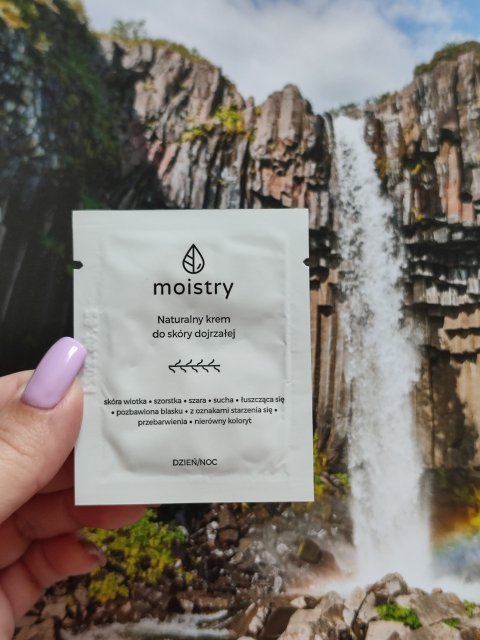 moistry
Naturalny krem
do skóry dojrzałej
skóra wiotka • szorstka • szara • sucha • łuszcząca się
• pozbawiona blasku • z oznakami starzenia się •
przebarwienia • nierówny koloryt
DZIEŃ/NOC